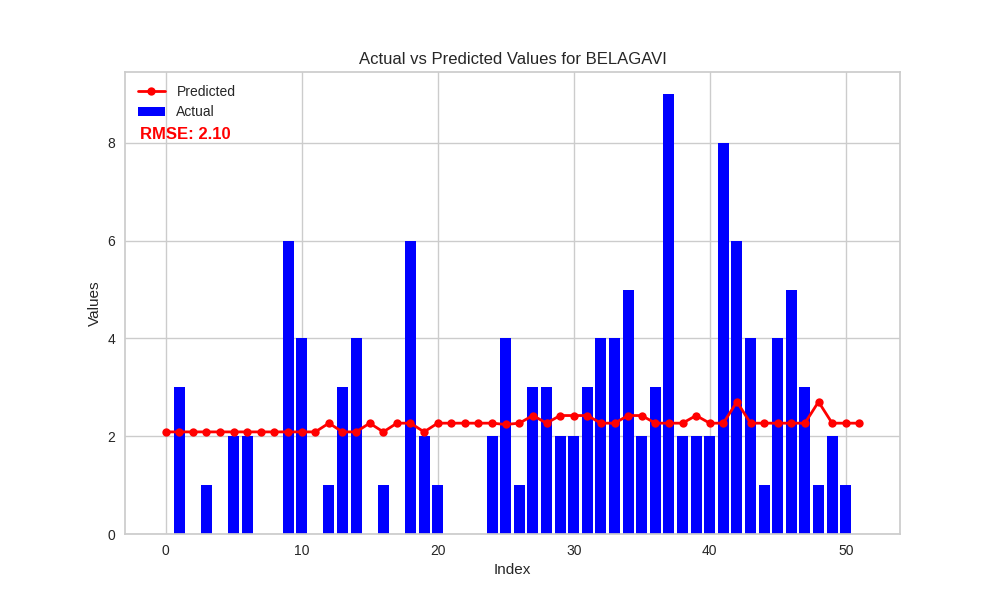 Actual vs Predicted Values for BELAGAVI
Predicted
Actual
RMSE: 2.10
Values
8
6
4
2
0
0 10 20 30 40 50
Index